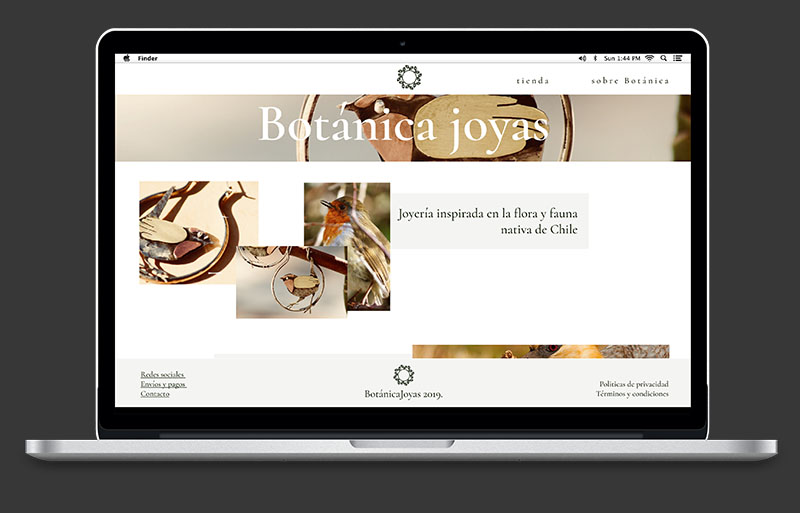 Finder
Sun 1:44 PM
tienda
sobre Botánica
Botánica joyas
Joyería inspirada en la flora y fauna
nativa de Chile
Redes sociales
Envíos y pagos
Contacto
BotánicaJoyas 2019.
Políticas de privacidad
Términos y condiciones